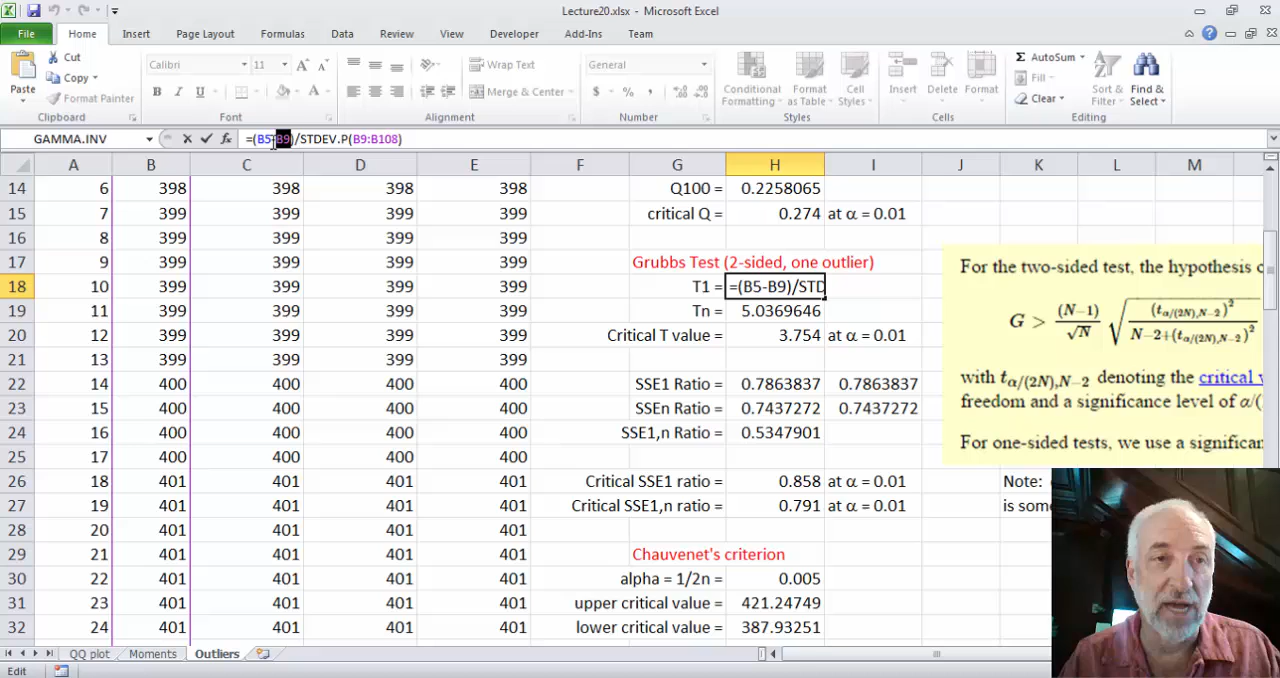 Lecture20.xlsx - Microsoft Excel
File Home Insert Page Layout Formulas Data Review View Developer Add-Ins Team
Paste Cut Copy Format Painter Clipboard
Calibri 11 A A B I U A Font
Wrap Text Merge & Center Alignment
General $ % , Number
Conditional Formatting Format as Table Cell Styles Styles
Insert Delete Format Cells
Σ AutoSum Fill Clear Sort & Filter Find & Select Editing
GAMMA.INV fx =(B5-B9)/STDEV.P(B9:B108)
A B C D E F G H I J K L M
14 6 398 398 398 398 Q100 = 0.2258065
15 7 399 399 399 399 critical Q = 0.274 at α = 0.01
16 8 399 399 399 399
17 9 399 399 399 399 Grubbs Test (2-sided, one outlier)
18 10 399 399 399 399 T1 = =(B5-B9)/STD
19 11 399 399 399 399 Tn = 5.0369646
20 12 399 399 399 399 Critical T value = 3.754 at α = 0.01
21 13 399 399 399 399
22 14 400 400 400 400 SSE1 Ratio = 0.7863837 0.7863837
23 15 400 400 400 400 SSEn Ratio = 0.7437272 0.7437272
24 16 400 400 400 400 SSE1,n Ratio = 0.5347901
25 17 400 400 400 400
26 18 401 401 401 401 Critical SSE1 ratio = 0.858 at α = 0.01 Note:
27 19 401 401 401 401 Critical SSE1,n ratio = 0.791 at α = 0.01 is som
28 20 401 401 401 401
29 21 401 401 401 401 Chauvenet's criterion
30 22 401 401 401 401 alpha = 1/2n = 0.005
31 23 401 401 401 401 upper critical value = 421.24749
32 24 401 401 401 401 lower critical value = 387.93251
For the two-sided test, the hypothesis o
G > (N−1)/√N √((tα/(2N),N−2)²/(N−2+(tα/(2N),N−2)²))
with tα/(2N),N−2 denoting the critical v
freedom and a significance level of α/(
For one-sided tests, we use a significan
QQ plot Moments Outliers
Edit